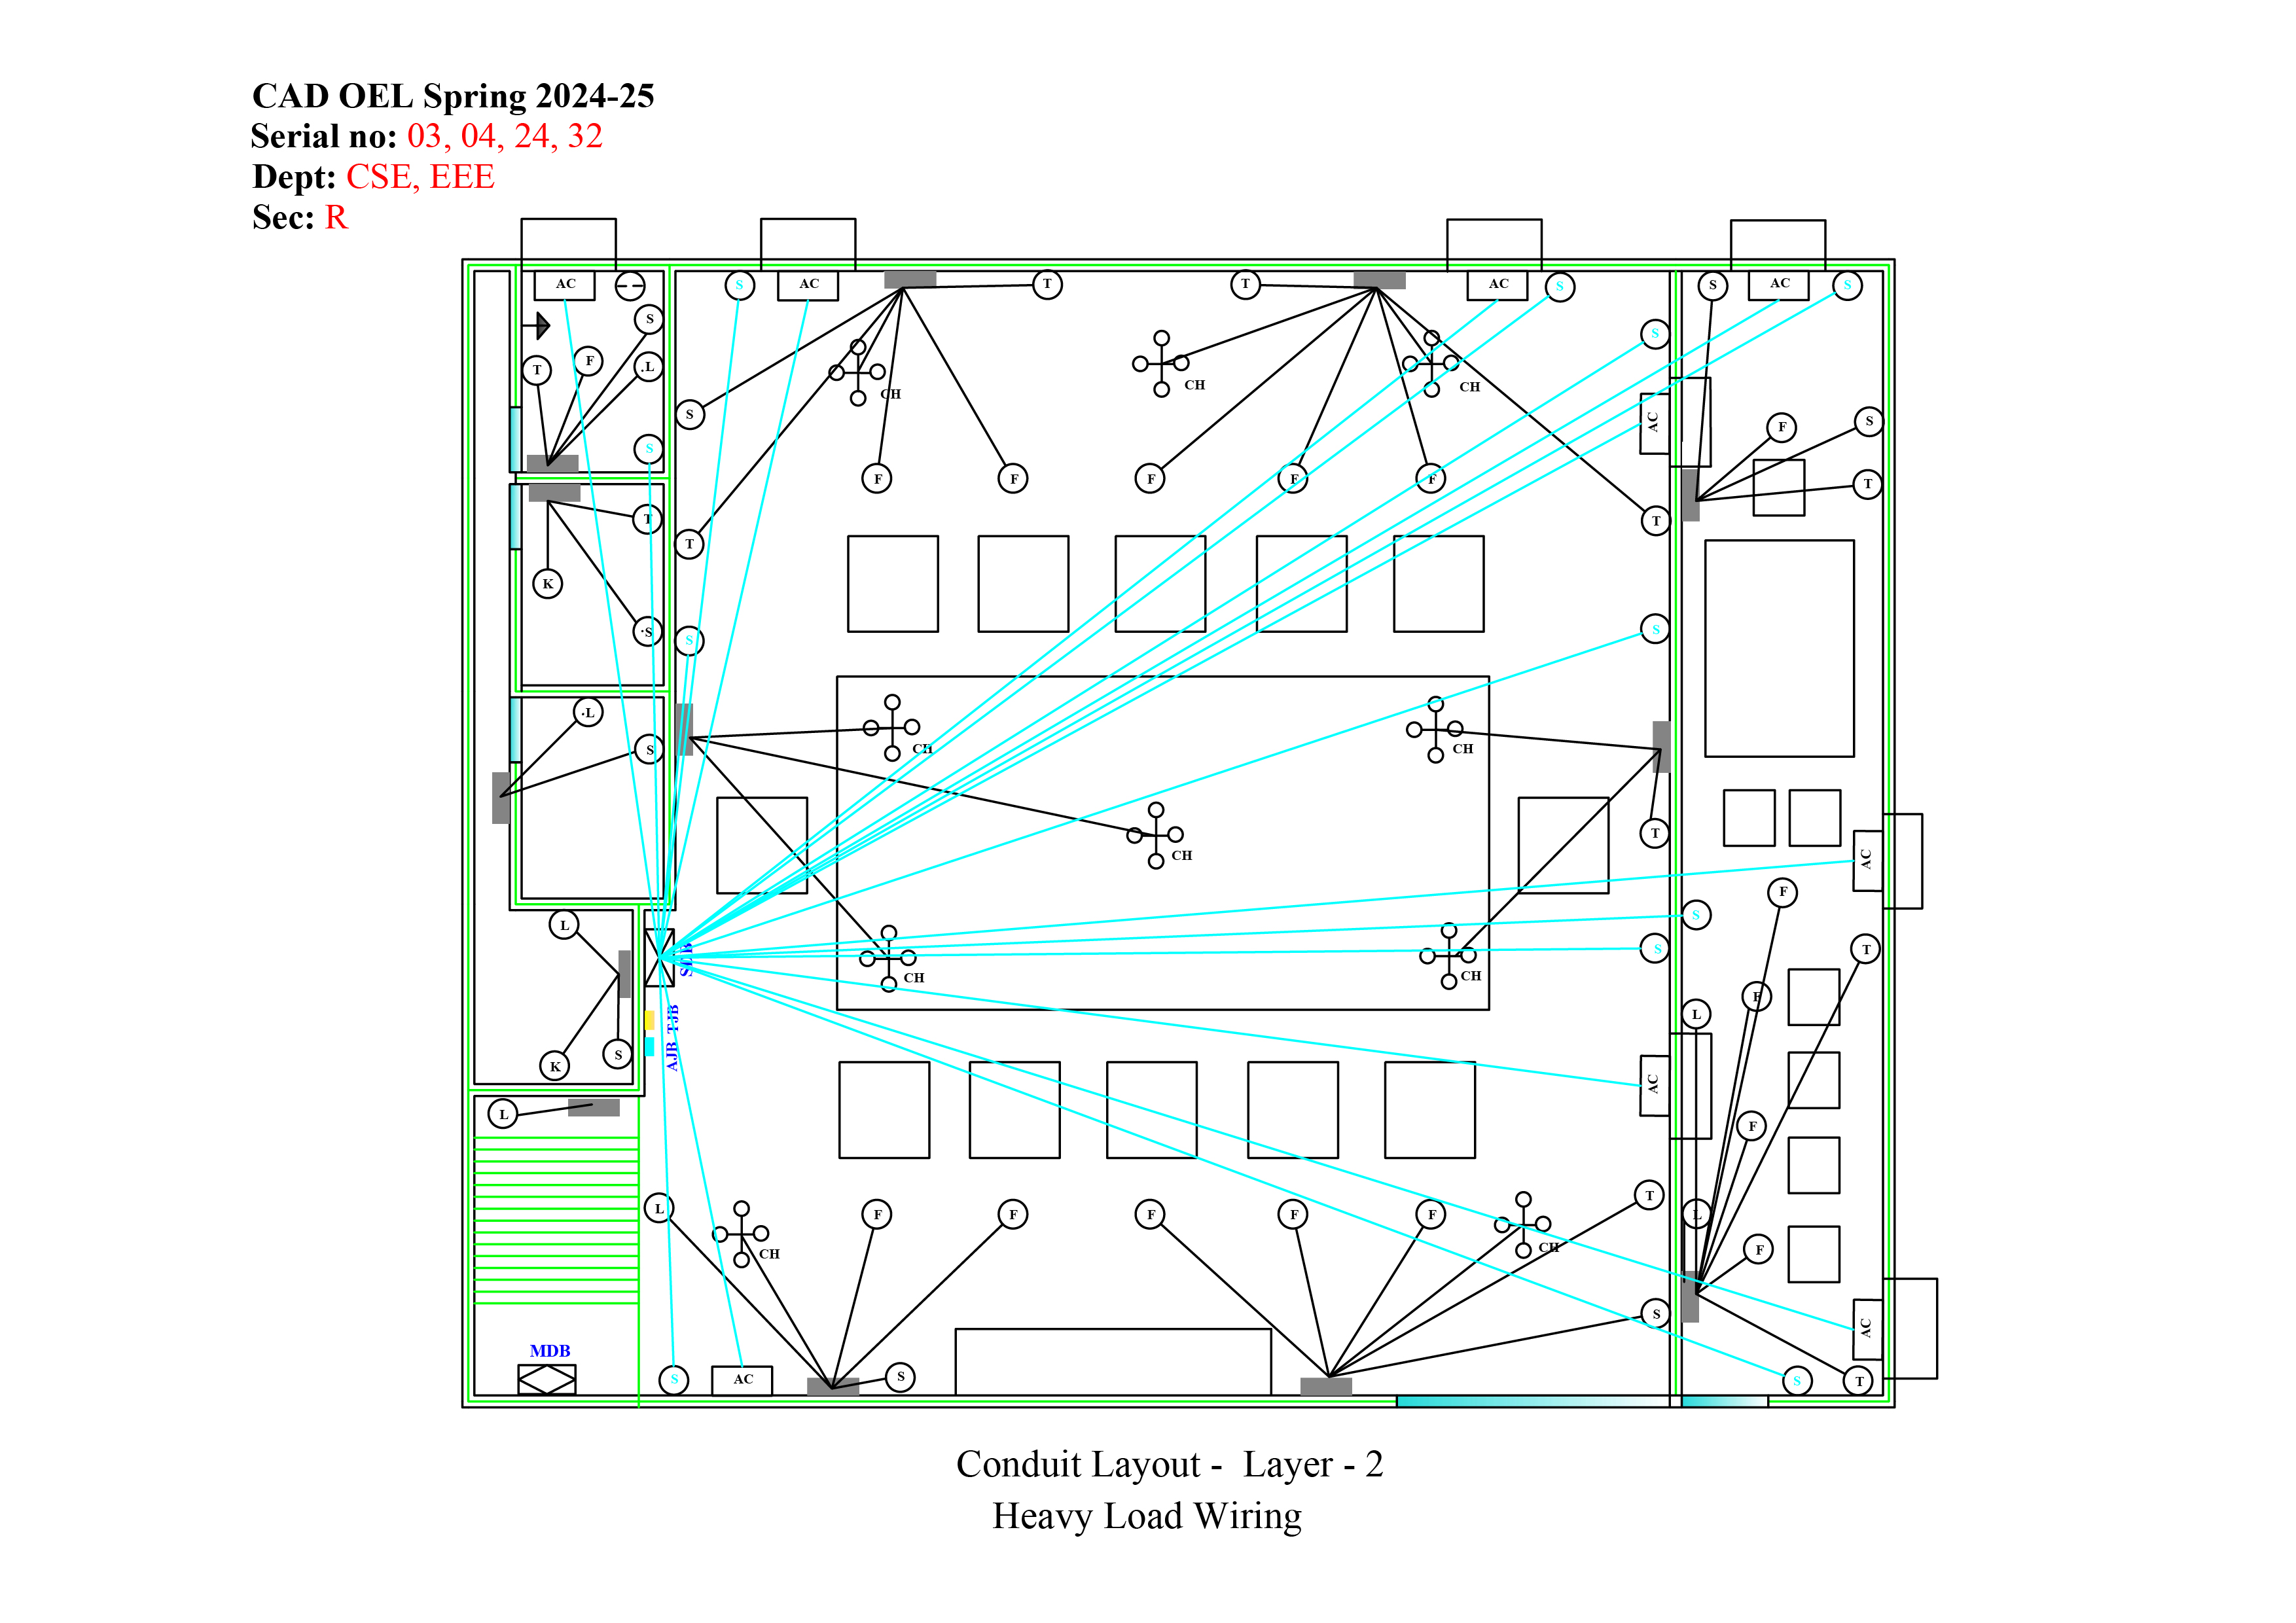 CAD OEL Spring 2024-25
Serial no: 03, 04, 24, 32
Dept: CSE, EEE
Sec: R
AC
S
AC
T
T
AC
S
S
AC
S
S
S
F
T
.L
CH
CH
CH
AC
S
F
S
S
F
F
F
F
F
T
T
T
T
K
.S
S
S
.L
S
CH
CH
T
CH
AC
F
L
S
S
T
CH
CH
SDB
F
L
TJB
AJB
K
S
AC
L
F
L
CH
F
F
F
F
F
CH
T
L
F
S
AC
MDB
S
AC
S
S
T
Conduit Layout - Layer - 2
Heavy Load Wiring